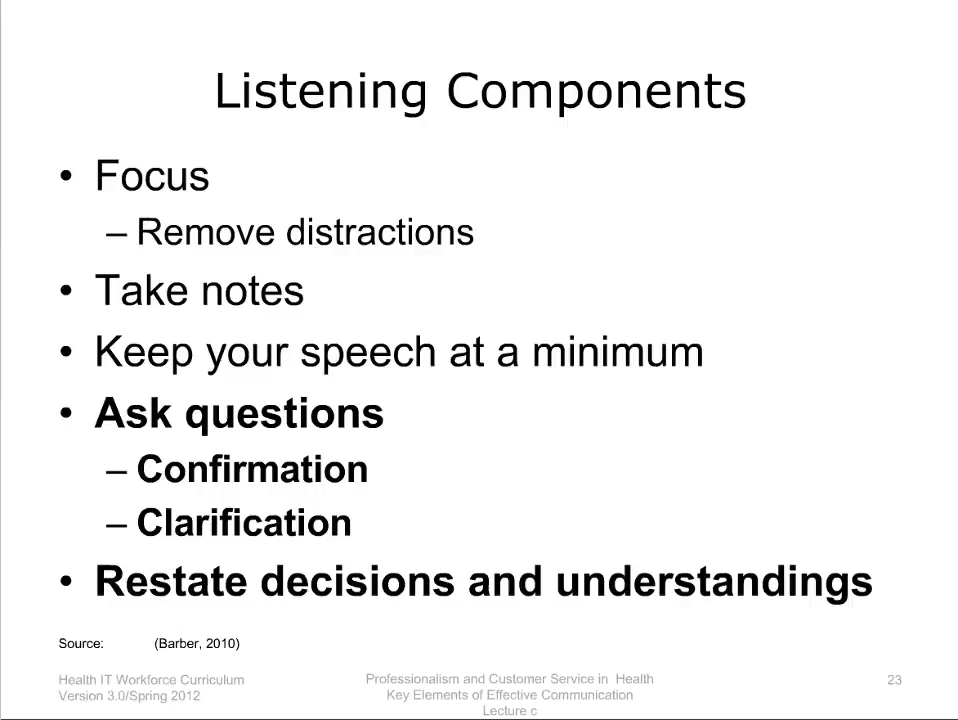 Listening Components
• Focus
– Remove distractions
• Take notes
• Keep your speech at a minimum
• Ask questions
– Confirmation
– Clarification
• Restate decisions and understandings
Source: (Barber, 2010)
Health IT Workforce Curriculum
Version 3.0/Spring 2012
Professionalism and Customer Service in Health
Key Elements of Effective Communication
Lecture c
23